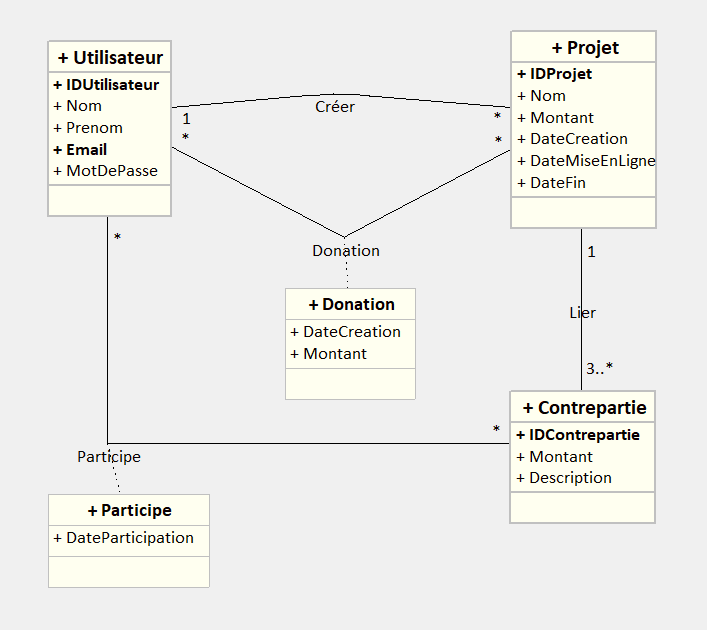 + Utilisateur
+ IDUtilisateur
+ Nom
+ Prenom
+ Email
+ MotDePasse
+ Projet
+ IDProjet
+ Nom
+ Montant
+ DateCreation
+ DateMiseEnLigne
+ DateFin
Créer
1
*
*
*
Donation
+ Donation
+ DateCreation
+ Montant
*
1
Lier
3..*
+ Contrepartie
+ IDContrepartie
+ Montant
+ Description
*
Participe
+ Participe
+ DateParticipation